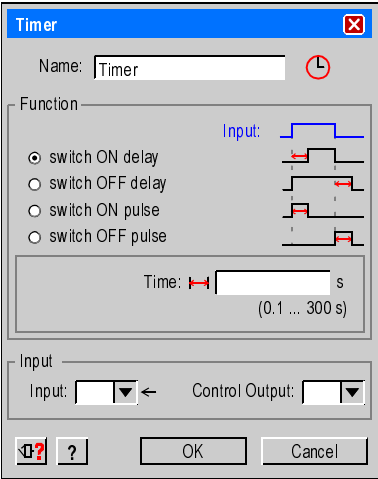 Timer
Name: Timer
Function
Input:
switch ON delay
switch OFF delay
switch ON pulse
switch OFF pulse
Time: s
(0.1 ... 300 s)
Input
Input: Control Output:
? ? OK Cancel